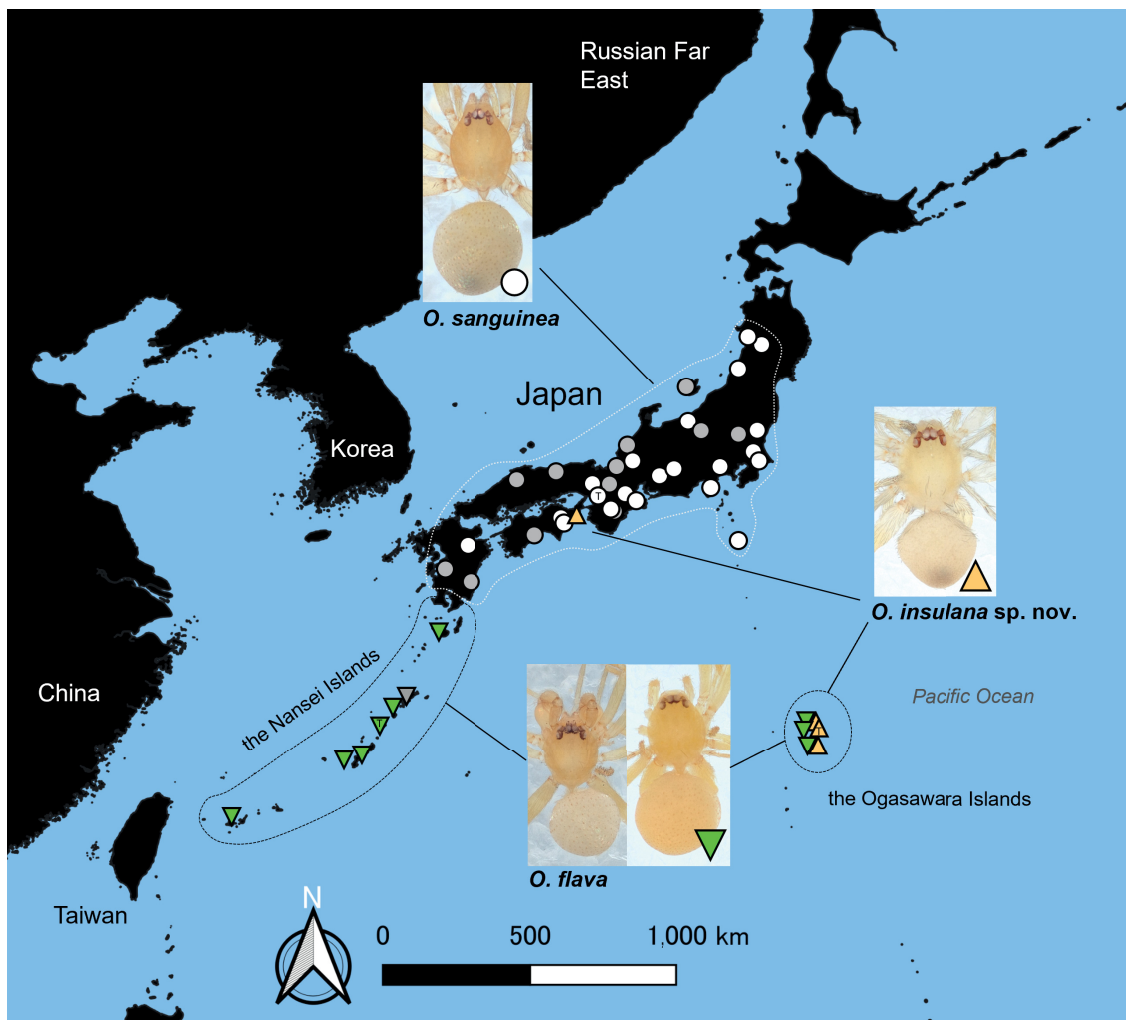 Russian Far
East
O. sanguinea
Japan
Korea
T
O. insulana sp. nov.
China
the Nansei Islands
Pacific Ocean
T
the Ogasawara Islands
O. flava
Taiwan
N
0 500 1,000 km